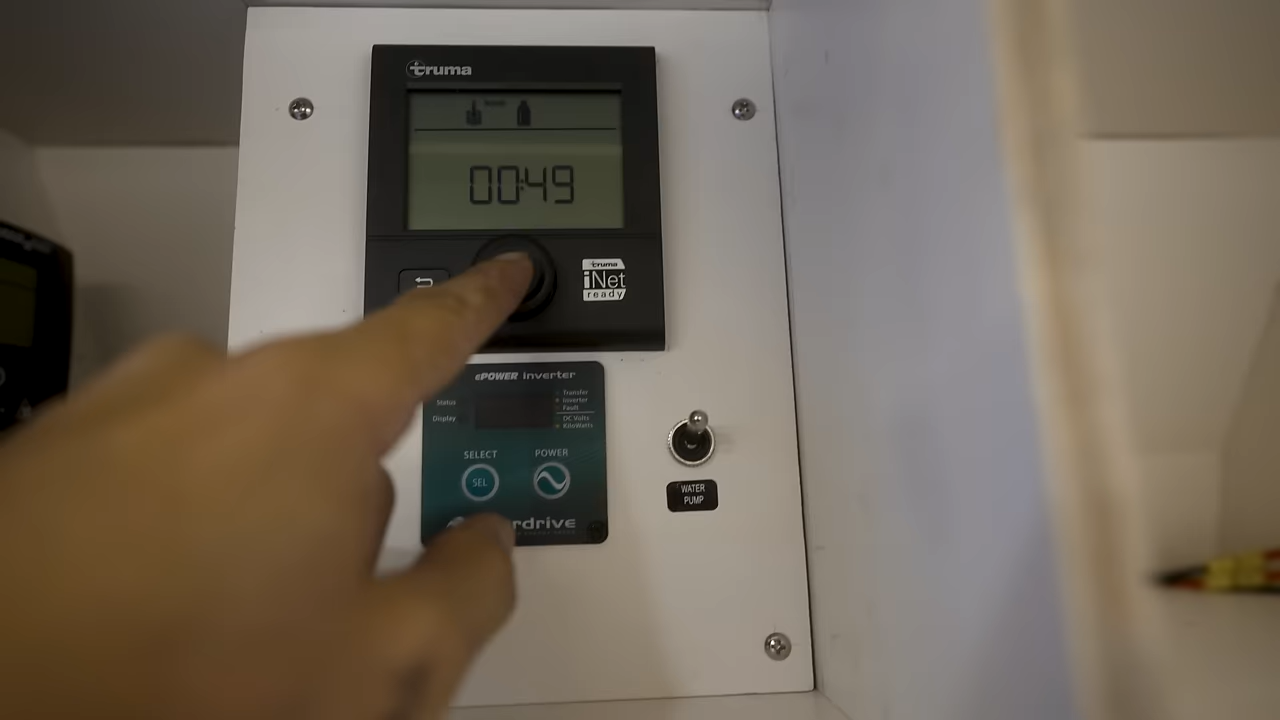 truma
00:49
truma
iNet
ready
ePOWER inverter
Status
Transfer
Inverter
Fault
Display
DC Volts
KiloWatts
SELECT
POWER
SEL
rdrive
WATER
PUMP